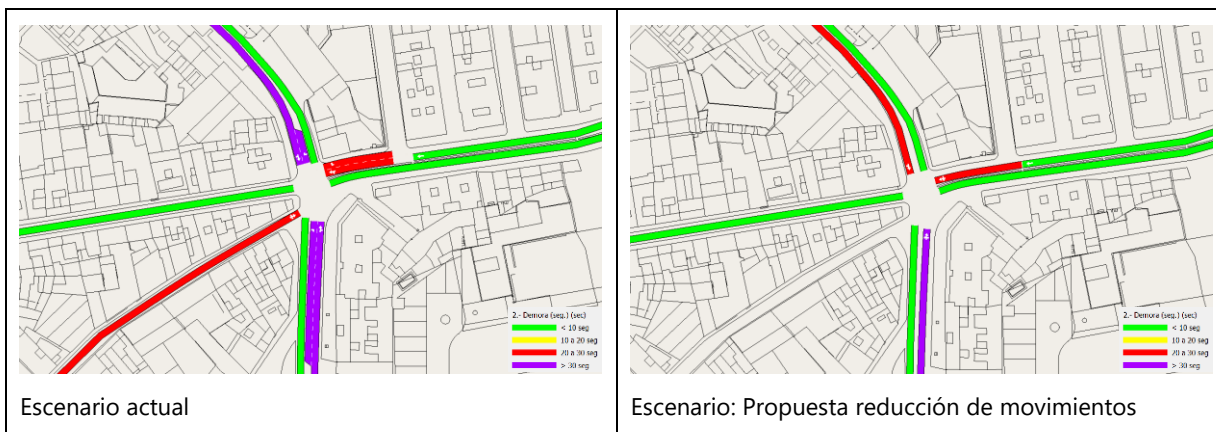 2.- Demora (seg.) (sec)
< 10 seg
10 a 20 seg
20 a 30 seg
> 30 seg
Escenario actual
2.- Demora (seg.) (sec)
< 10 seg
10 a 20 seg
20 a 30 seg
> 30 seg
Escenario: Propuesta reducción de movimientos